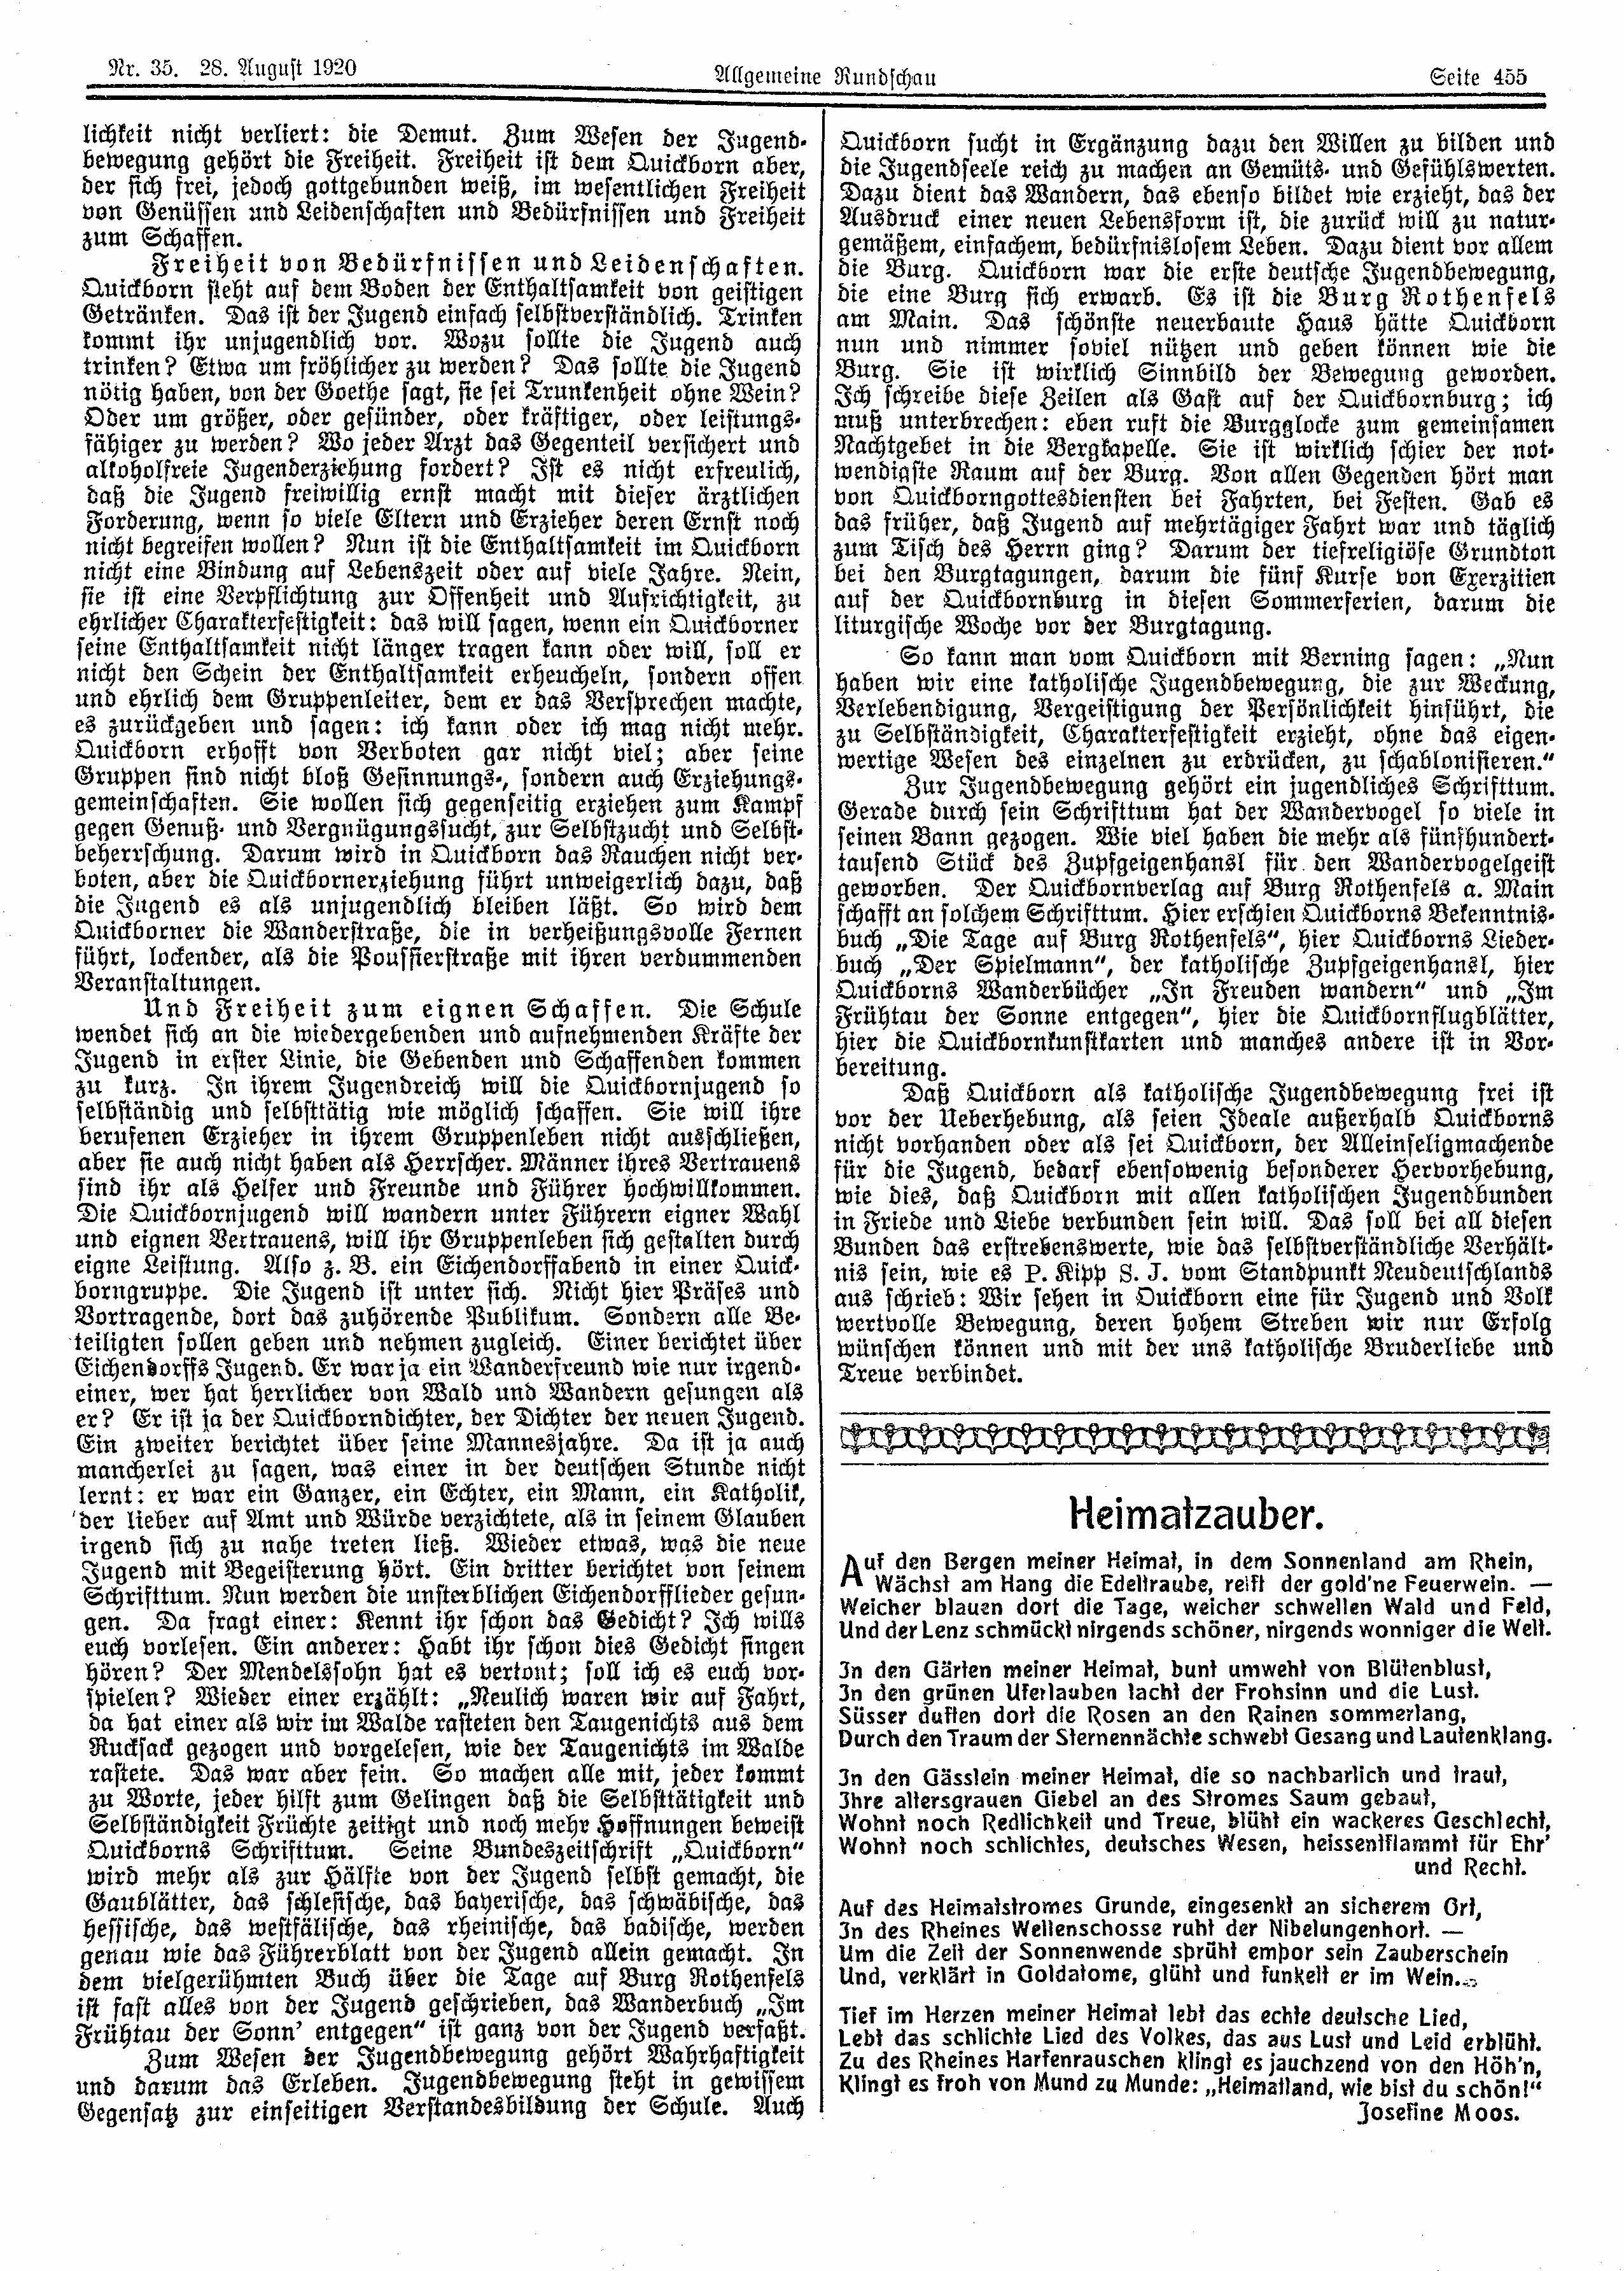 Nr. 35. 28. August 1920
Allgemeine Rundschau
Seite 455
lichkeit nicht verliert: die Demut. Zum Wesen der Jugend-
bewegung gehört die Freiheit. Freiheit ist dem Quickborn aber,
der sich frei, jedoch gottgebunden weiß, im wesentlichen Freiheit
von Genüssen und Leidenschaften und Bedürfnissen und Freiheit
zum Schaffen.
Freiheit von Bedürfnissen und Leidenschaften.
Quickborn steht auf dem Boden der Enthaltsamkeit von geistigen
Getränken. Das ist der Jugend einfach selbstverständlich. Trinken
kommt ihr unjugendlich vor. Wozu sollte die Jugend auch
trinken? Etwa um fröhlicher zu werden? Das sollte die Jugend
nötig haben, von der Goethe sagt, sie sei Trunkenheit ohne Wein?
Oder um größer, oder gesünder, oder kräftiger, oder leistungs-
fähiger zu werden? Wo jeder Arzt das Gegenteil versichert und
alkoholfreie Jugenderziehung fordert? Ist es nicht erfreulich,
daß die Jugend freiwillig ernst macht mit dieser ärztlichen
Forderung, wenn so viele Eltern und Erzieher deren Ernst noch
nicht begreifen wollen? Nun ist die Enthaltsamkeit im Quickborn
nicht eine Bindung auf Lebenszeit oder auf viele Jahre. Nein,
sie ist eine Verpflichtung zur Offenheit und Aufrichtigkeit, zu
ehrlicher Charakterfestigkeit: das will sagen, wenn ein Quickborner
seine Enthaltsamkeit nicht länger tragen kann oder will, soll er
nicht den Schein der Enthaltsamkeit erheucheln, sondern offen
und ehrlich dem Gruppenleiter, dem er das Versprechen machte,
es zurückgeben und sagen: ich kann oder ich mag nicht mehr.
Quickborn erhofft von Verboten gar nicht viel; aber seine
Gruppen sind nicht bloß Gesinnungs-, sondern auch Erziehungs-
gemeinschaften. Sie wollen sich gegenseitig erziehen zum Kampf
gegen Genuß- und Vergnügungssucht, zur Selbstzucht und Selbst-
beherrschung. Darum wird in Quickborn das Rauchen nicht ver-
boten, aber die Quickbornerziehung führt unweigerlich dazu, daß
die Jugend es als unjugendlich bleiben läßt. So wird dem
Quickborner die Wanderstraße, die in verheißungsvolle Fernen
führt, lockender, als die Poussierstraße mit ihren verdummenden
Veranstaltungen.
Und Freiheit zum eignen Schaffen. Die Schule
wendet sich an die wiedergebenden und aufnehmenden Kräfte der
Jugend in erster Linie, die Gebenden und Schaffenden kommen
zu kurz. In ihrem Jugendreich will die Quickbornjugend so
selbständig und selbsttätig wie möglich schaffen. Sie will ihre
berufenen Erzieher in ihrem Gruppenleben nicht ausschließen,
aber sie auch nicht haben als Herrscher. Männer ihres Vertrauens
sind ihr als Helfer und Freunde und Führer hochwillkommen.
Die Quickbornjugend will wandern unter Führern eigner Wahl
und eignen Vertrauens, will ihr Gruppenleben sich gestalten durch
eigne Leistung. Also z. B. ein Eichendorffabend in einer Quick-
borngruppe. Die Jugend ist unter sich. Nicht hier Präses und
Vortragende, dort das zuhörende Publikum. Sondern alle Be-
teiligten sollen geben und nehmen zugleich. Einer berichtet über
Eichendorffs Jugend. Er war ja ein Wanderfreund wie nur irgend-
einer, wer hat herrlicher von Wald und Wandern gesungen als
er? Er ist ja der Quickborndichter, der Dichter der neuen Jugend.
Ein zweiter berichtet über seine Mannesjahre. Da ist ja auch
mancherlei zu sagen, was einer in der deutschen Stunde nicht
lernt: er war ein Ganzer, ein Echter, ein Mann, ein Katholik,
der lieber auf Amt und Würde verzichtete, als in seinem Glauben
irgend sich zu nahe treten ließ. Wieder etwas, was die neue
Jugend mit Begeisterung hört. Ein dritter berichtet von seinem
Schrifttum. Nun werden die unsterblichen Eichendorfflieder gesun-
gen. Da fragt einer: Kennt ihr schon das Gedicht? Ich wills
euch vorlesen. Ein anderer: Habt ihr schon dies Gedicht singen
hören? Der Mendelssohn hat es vertont; soll ich es euch vor-
spielen? Wieder einer erzählt: „Neulich waren wir auf Fahrt,
da hat einer als wir im Walde rasteten den Taugenichts aus dem
Rucksack gezogen und vorgelesen, wie der Taugenichts im Walde
rastete. Das war aber fein. So machen alle mit, jeder kommt
zu Worte, jeder hilft zum Gelingen daß die Selbsttätigkeit und
Selbständigkeit Früchte zeitigt und noch mehr Hoffnungen beweist
Quickborns Schrifttum. Seine Bundeszeitschrift „Quickborn“
wird mehr als zur Hälfte von der Jugend selbst gemacht, die
Gaublätter, das schlesische, das bayerische, das schwäbische, das
hessische, das westfälische, das rheinische, das badische, werden
genau wie das Führerblatt von der Jugend allein gemacht. In
dem vielgerühmten Buch über die Tage auf Burg Rothenfels
ist fast alles von der Jugend geschrieben, das Wanderbuch „Im
Frühtau der Sonn' entgegen“ ist ganz von der Jugend verfaßt.
Zum Wesen der Jugendbewegung gehört Wahrhaftigkeit
und darum das Erleben. Jugendbewegung steht in gewissem
Gegensatz zur einseitigen Verstandesbildung der Schule. Auch
Quickborn sucht in Ergänzung dazu den Willen zu bilden und
die Jugendseele reich zu machen an Gemüts- und Gefühlswerten.
Dazu dient das Wandern, das ebenso bildet wie erzieht, das der
Ausdruck einer neuen Lebensform ist, die zurück will zu natur-
gemäßem, einfachem, bedürfnislosem Leben. Dazu dient vor allem
die Burg. Quickborn war die erste deutsche Jugendbewegung,
die eine Burg sich erwarb. Es ist die Burg Rothenfels
am Main. Das schönste neuerbaute Haus hätte Quickborn
nun und nimmer soviel nützen und geben können wie die
Burg. Sie ist wirklich Sinnbild der Bewegung geworden.
Ich schreibe diese Zeilen als Gast auf der Quickbornburg; ich
muß unterbrechen: eben ruft die Burgglocke zum gemeinsamen
Nachtgebet in die Bergkapelle. Sie ist wirklich schier der not-
wendigste Raum auf der Burg. Von allen Gegenden hört man
von Quickborngottesdiensten bei Fahrten, bei Festen. Gab es
das früher, daß Jugend auf mehrtägiger Fahrt war und täglich
zum Tisch des Herrn ging? Darum der tiefreligiöse Grundton
bei den Burgtagungen, darum die fünf Kurse von Exerzitien
auf der Quickbornburg in diesen Sommerferien, darum die
liturgische Woche vor der Burgtagung.
So kann man vom Quickborn mit Berning sagen: „Nun
haben wir eine katholische Jugendbewegung, die zur Weckung,
Verlebendigung, Vergeistigung der Persönlichkeit hinführt, die
zu Selbständigkeit, Charakterfestigkeit erzieht, ohne das eigen-
wertige Wesen des einzelnen zu erdrücken, zu schablonisieren.“
Zur Jugendbewegung gehört ein jugendliches Schrifttum.
Gerade durch sein Schrifttum hat der Wandervogel so viele in
seinen Bann gezogen. Wie viel haben die mehr als fünfhundert-
tausend Stück des Zupfgeigenhansl für den Wandervogelgeist
geworben. Der Quickbornverlag auf Burg Rothenfels a. Main
schafft an solchem Schrifttum. Hier erschien Quickborns Bekenntnis-
buch „Die Tage auf Burg Rothenfels“, hier Quickborns Lieder-
buch „Der Spielmann“, der katholische Zupfgeigenhansl, hier
Quickborns Wanderbücher „In Freuden wandern“ und „Im
Frühtau der Sonne entgegen“, hier die Quickbornflugblätter,
hier die Quickbornkunstkarten und manches andere ist in Vor-
bereitung.
Daß Quickborn als katholische Jugendbewegung frei ist
vor der Ueberhebung, als seien Ideale außerhalb Quickborns
nicht vorhanden oder als sei Quickborn, der Alleinseligmachende
für die Jugend, bedarf ebensowenig besonderer Hervorhebung,
wie dies, daß Quickborn mit allen katholischen Jugendbunden
in Friede und Liebe verbunden sein will. Das soll bei all diesen
Bunden das erstrebenswerte, wie das selbstverständliche Verhält-
nis sein, wie es P. Kipp S. J. vom Standpunkt Neudeutschlands
aus schrieb: Wir sehen in Quickborn eine für Jugend und Volk
wertvolle Bewegung, deren hohem Streben wir nur Erfolg
wünschen können und mit der uns katholische Bruderliebe und
Treue verbindet.
Heimatzauber.
Auf den Bergen meiner Heimat, in dem Sonnenland am Rhein,
Wächst am Hang die Edeltraube, reift der gold'ne Feuerwein. —
Weicher blauen dort die Tage, weicher schwellen Wald und Feld,
Und der Lenz schmückt nirgends schöner, nirgends wonniger die Welt.
In den Gärten meiner Heimat, bunt umweht von Blütenblust,
In den grünen Uferlauben lacht der Frohsinn und die Lust.
Süsser duften dort die Rosen an den Rainen sommerlang,
Durch den Traum der Sternennächte schwebt Gesang und Lautenklang.
In den Gässlein meiner Heimat, die so nachbarlich und traut,
Ihre altersgrauen Giebel an des Stromes Saum gebaut,
Wohnt noch Redlichkeit und Treue, blüht ein wackeres Geschlecht,
Wohnt noch schlichtes, deutsches Wesen, heissentflammt für Ehr'
und Recht.
Auf des Heimatstromes Grunde, eingesenkt an sicherem Ort,
In des Rheines Wellenschosse ruht der Nibelungenhort. —
Um die Zeit der Sonnenwende sprüht empor sein Zauberschein
Und, verklärt in Goldatome, glüht und funkelt er im Wein.
Tief im Herzen meiner Heimat lebt das echte deutsche Lied,
Lebt das schlichte Lied des Volkes, das aus Lust und Leid erblüht.
Zu des Rheines Harfenrauschen klingt es jauchzend von den Höh'n,
Klingt es froh von Mund zu Munde: „Heimatland, wie bist du schön!“
Josefine Moos.